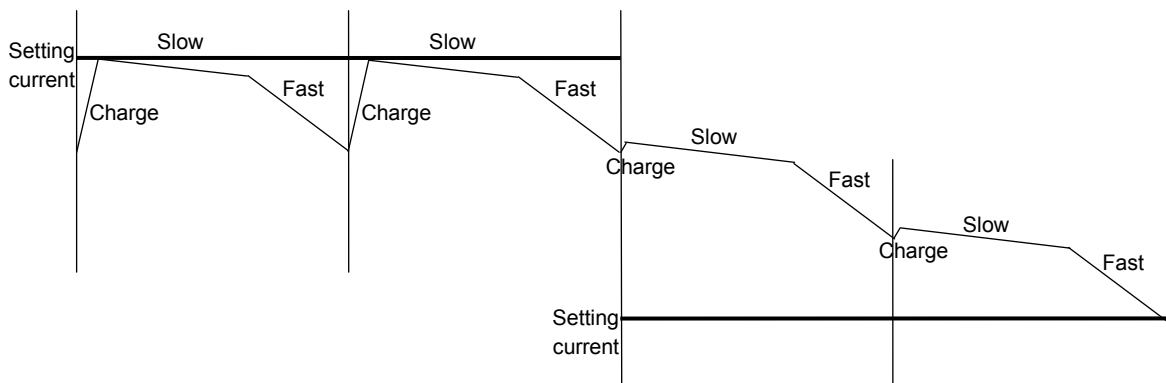 Slow
Slow
Setting
current
Fast
Fast
Charge
Charge
Slow
Charge
Fast
Slow
Charge
Fast
Setting
current